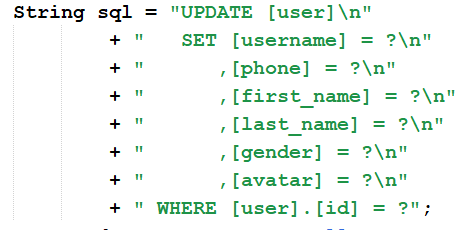 String sql = "UPDATE [user]\n"
        + "   SET [username] = ?\n"
        + "      ,[phone] = ?\n"
        + "      ,[first_name] = ?\n"
        + "      ,[last_name] = ?\n"
        + "      ,[gender] = ?\n"
        + "      ,[avatar] = ?\n"
        + " WHERE [user].[id] = ?";